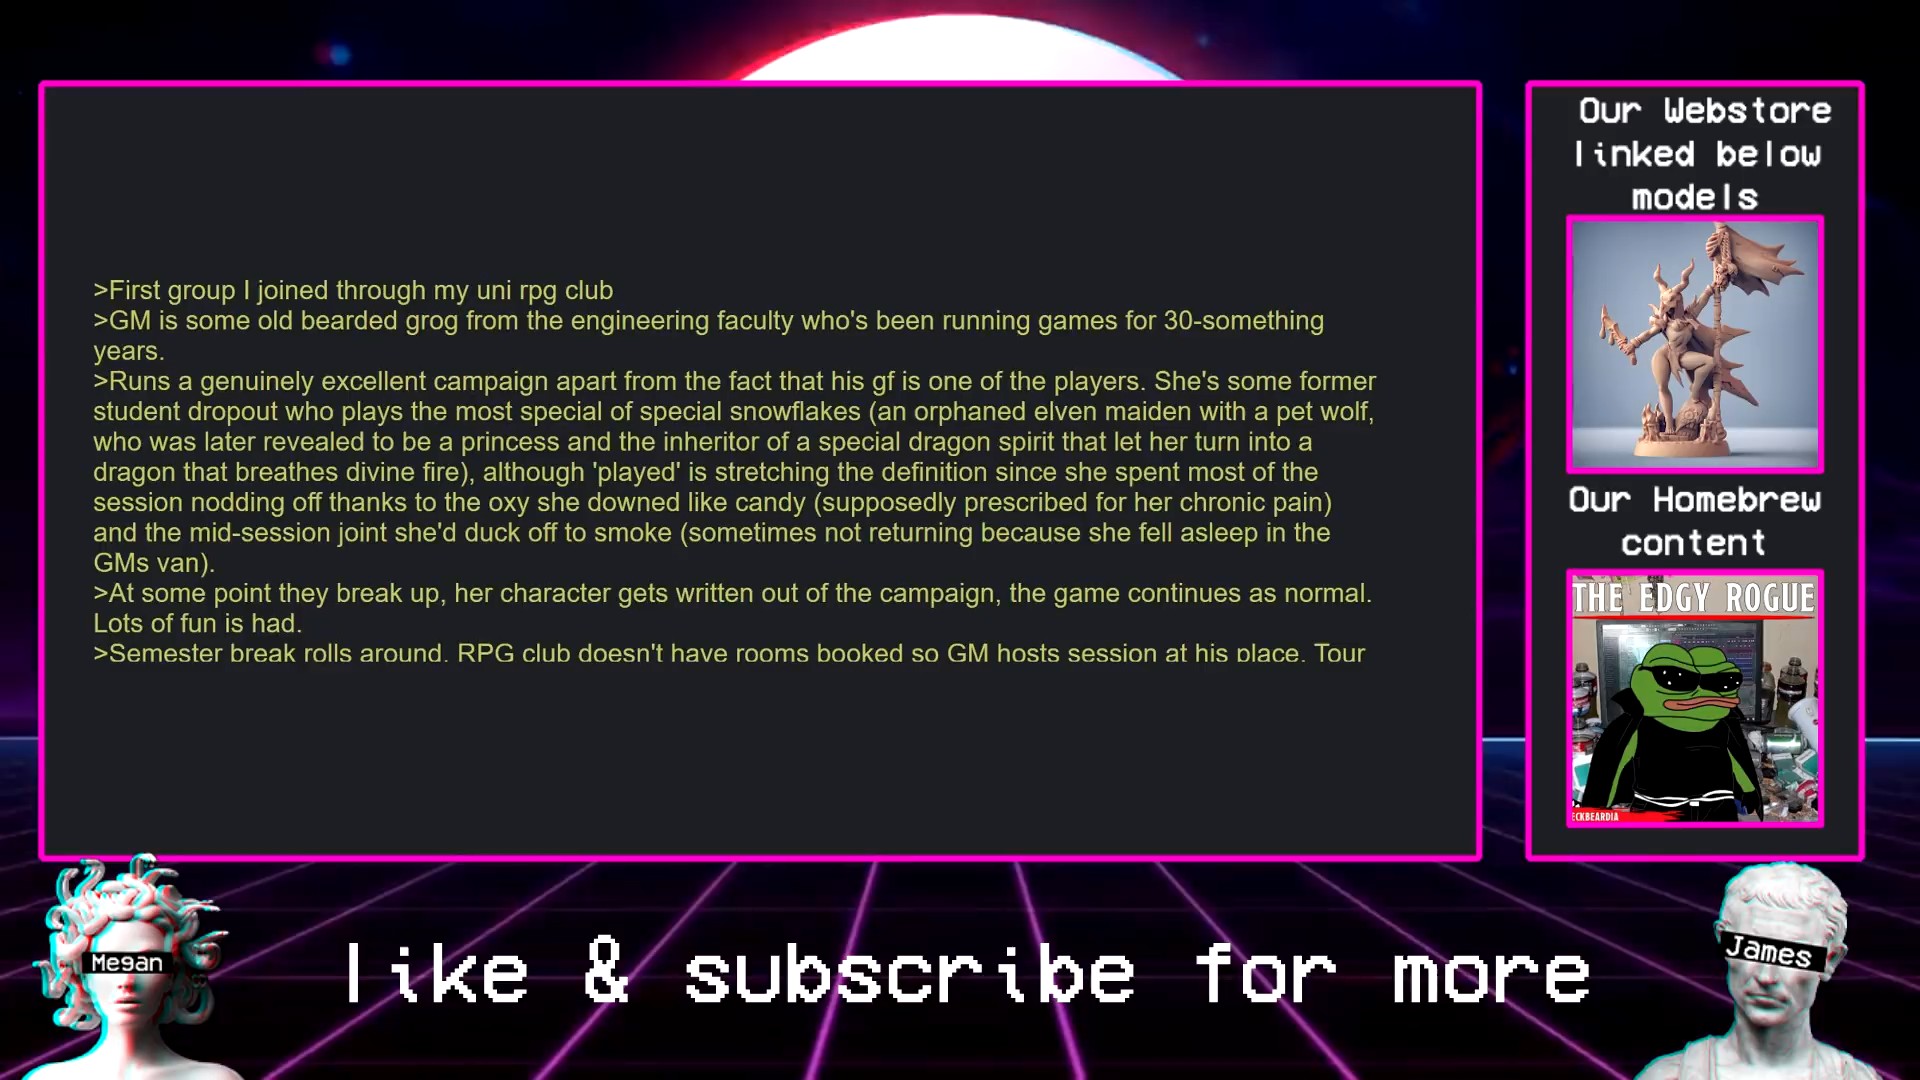 >First group I joined through my uni rpg club
>GM is some old bearded grog from the engineering faculty who's been running games for 30-something
years.
>Runs a genuinely excellent campaign apart from the fact that his gf is one of the players. She's some former
student dropout who plays the most special of special snowflakes (an orphaned elven maiden with a pet wolf,
who was later revealed to be a princess and the inheritor of a special dragon spirit that let her turn into a
dragon that breathes divine fire), although 'played' is stretching the definition since she spent most of the
session nodding off thanks to the oxy she downed like candy (supposedly prescribed for her chronic pain)
and the mid-session joint she'd duck off to smoke (sometimes not returning because she fell asleep in the
GMs van).
>At some point they break up, her character gets written out of the campaign, the game continues as normal.
Lots of fun is had.
>Semester break rolls around. RPG club doesn't have rooms booked so GM hosts session at his place. Tour
Our Webstore
linked below
models
Our Homebrew
content
THE EDGY ROGUE
ECKBEARDIA
Megan
like & subscribe for more
James